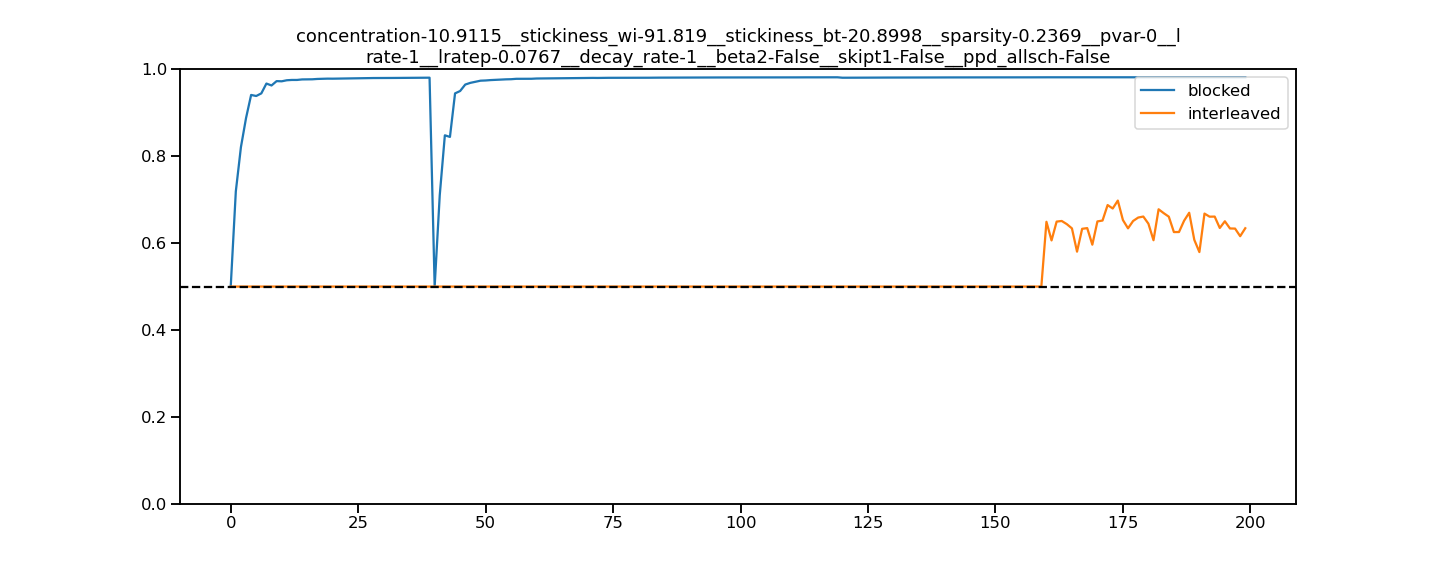 concentration-10.9115__stickiness_wi-91.819__stickiness_bt-20.8998__sparsity-0.2369__pvar-0__l
rate-1__lratep-0.0767__decay_rate-1__beta2-False__skipt1-False__ppd_allsch-False
1.0
blocked
interleaved
0.8
0.6
0.4
0.2
0.0
0 25 50 75 100 125 150 175 200